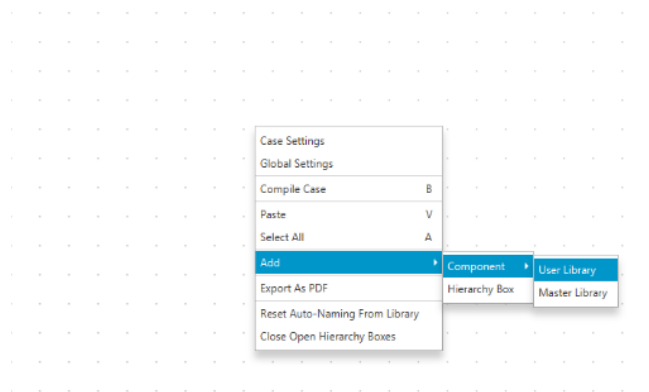 Case Settings
Global Settings
Compile Case B
Paste V
Select All A
Add
Component
User Library
Export As PDF
Hierarchy Box
Master Library
Reset Auto-Naming From Library
Close Open Hierarchy Boxes